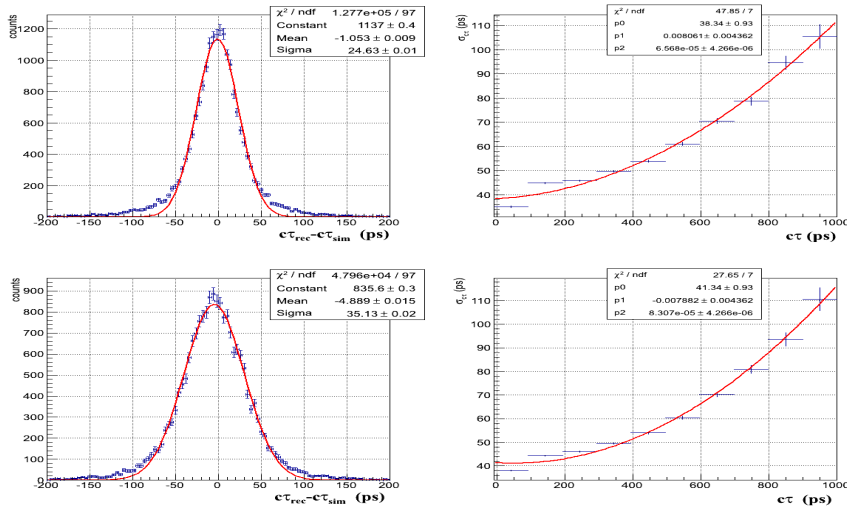 counts
χ² / ndf 1.277e+05 / 97
Constant 1137 ± 0.4
Mean -1.053 ± 0.009
Sigma 24.63 ± 0.01
1200
1000
800
600
400
200
0
-200 -150 -100 -50 0 50 100 150 200
cτrec-cτsim (ps)
σcτ (ps)
χ² / ndf 47.85 / 7
p0 38.34 ± 0.93
p1 0.008061 ± 0.004362
p2 6.568e-05 ± 4.266e-06
110
100
90
80
70
60
50
40
0 200 400 600 800 1000
cτ (ps)
counts
χ² / ndf 4.796e+04 / 97
Constant 835.6 ± 0.3
Mean -4.889 ± 0.015
Sigma 35.13 ± 0.02
900
800
700
600
500
400
300
200
100
0
-200 -150 -100 -50 0 50 100 150 200
cτrec-cτsim (ps)
σcτ (ps)
χ² / ndf 27.65 / 7
p0 41.34 ± 0.93
p1 -0.007882 ± 0.004362
p2 8.307e-05 ± 4.266e-06
110
100
90
80
70
60
50
40
0 200 400 600 800 1000
cτ (ps)